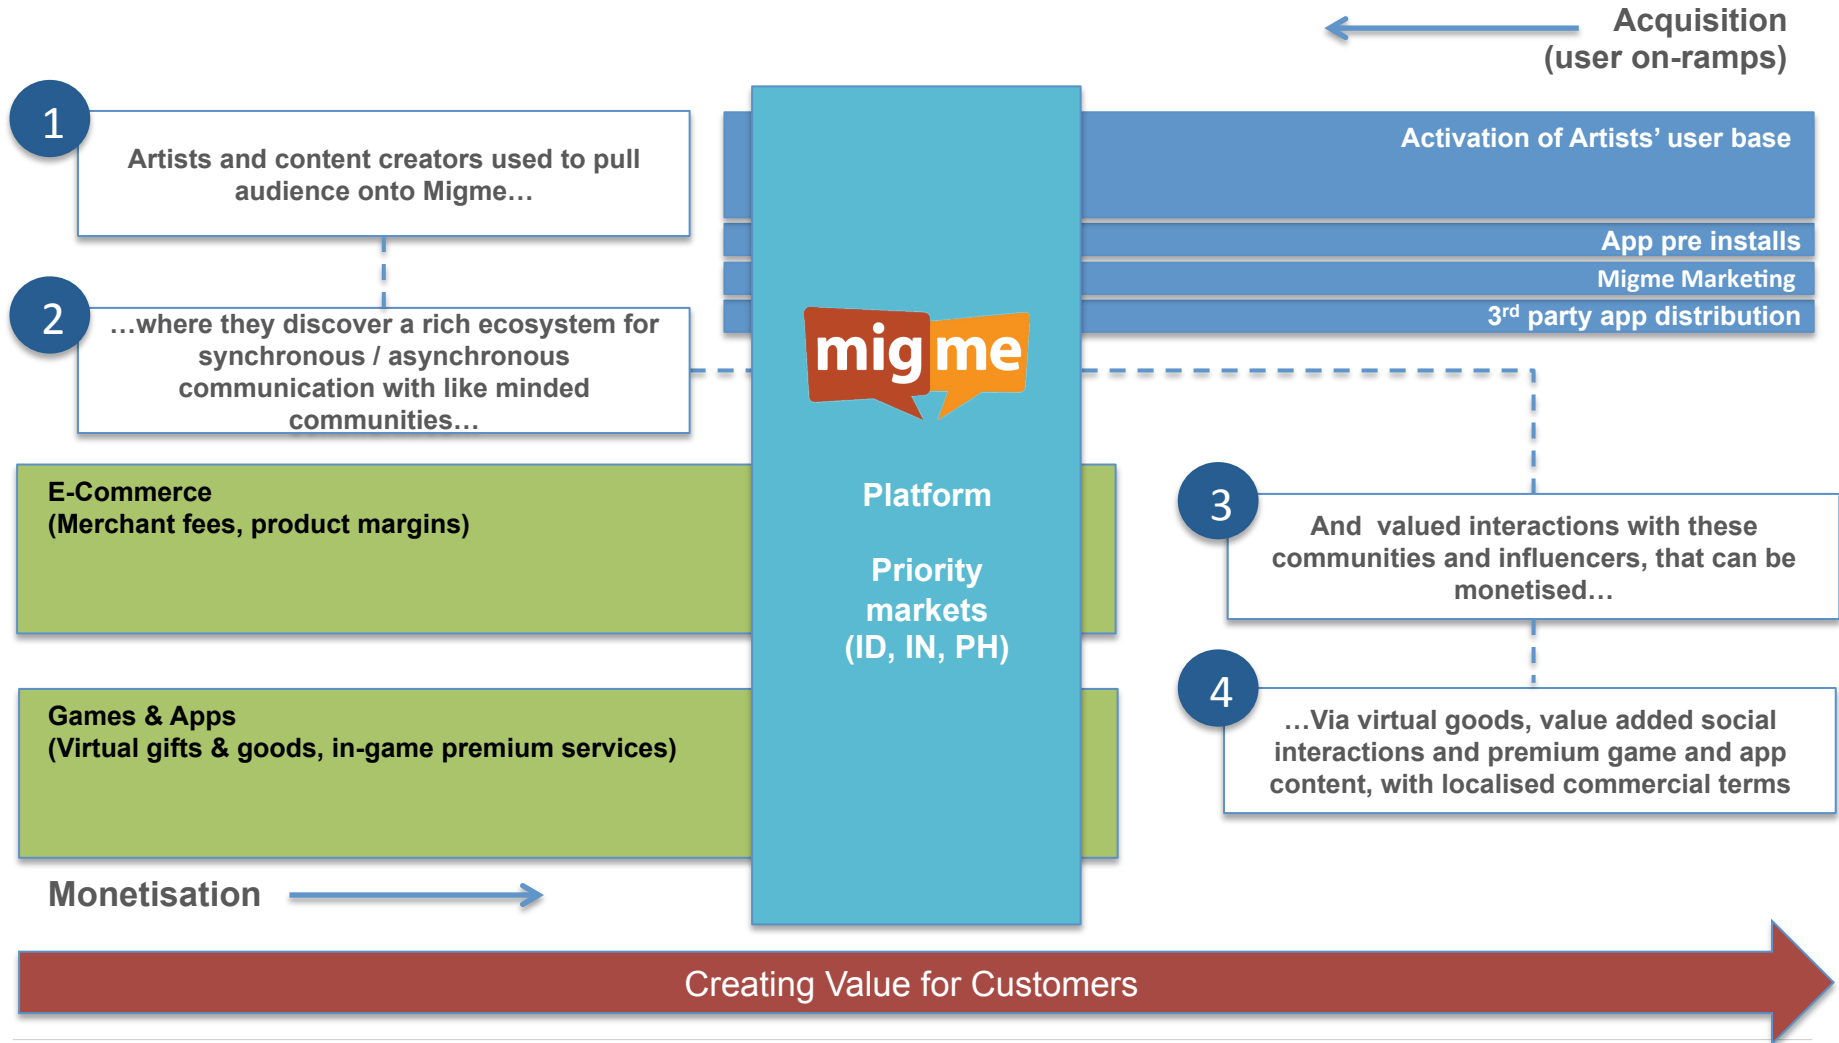 Acquisition
(user on-ramps)
1
Artists and content creators used to pull
audience onto Migme…
Activation of Artists’ user base
App pre installs
Migme Marketing
3rd party app distribution
2
…where they discover a rich ecosystem for
synchronous / asynchronous
communication with like minded
communities…
migme
Platform
Priority
markets
(ID, IN, PH)
E-Commerce
(Merchant fees, product margins)
3
And valued interactions with these
communities and influencers, that can be
monetised…
Games & Apps
(Virtual gifts & goods, in-game premium services)
4
…Via virtual goods, value added social
interactions and premium game and app
content, with localised commercial terms
Monetisation
Creating Value for Customers